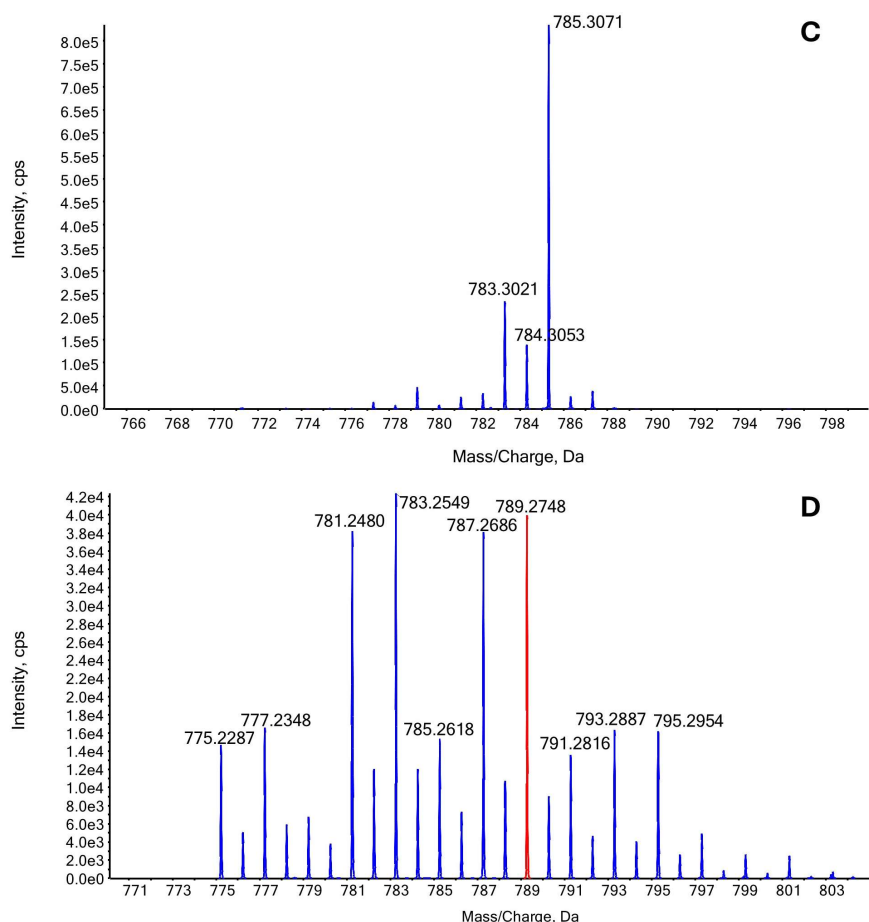 C
785.3071
8.0e5
7.5e5
7.0e5
6.5e5
6.0e5
5.5e5
5.0e5
4.5e5
4.0e5
3.5e5
3.0e5
2.5e5
2.0e5
1.5e5
1.0e5
5.0e4
0.0e0
Intensity, cps
783.3021
784.3053
766 768 770 772 774 776 778 780 782 784 786 788 790 792 794 796 798
Mass/Charge, Da
D
4.2e4
4.0e4
3.8e4
3.6e4
3.4e4
3.2e4
3.0e4
2.8e4
2.6e4
2.4e4
2.2e4
2.0e4
1.8e4
1.6e4
1.4e4
1.2e4
1.0e4
8.0e3
6.0e3
4.0e3
2.0e3
0.0e0
Intensity, cps
775.2287
777.2348
781.2480
783.2549
785.2618
787.2686
789.2748
791.2816
793.2887
795.2954
771 773 775 777 779 781 783 785 787 789 791 793 795 797 799 801 803
Mass/Charge, Da